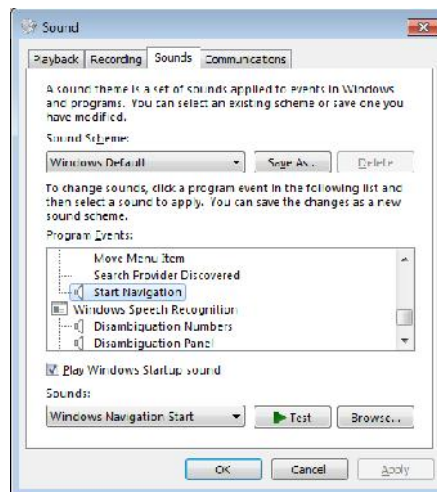 Sound
Playback Recording Sounds Communications
A sound theme is a set of sounds applied to events in Windows
and programs. You can select an existing scheme or save one you
have modified.
Sound Scheme:
Windows Default Save As... Delete
To change sounds, click a program event in the following list and
then select a sound to apply. You can save the changes as a new
sound scheme.
Program Events:
Move Menu Item
Search Provider Discovered
Start Navigation
Windows Speech Recognition
Disambiguation Numbers
Disambiguation Panel
Play Windows Startup sound
Sounds:
Windows Navigation Start Test Browse...
OK Cancel Apply